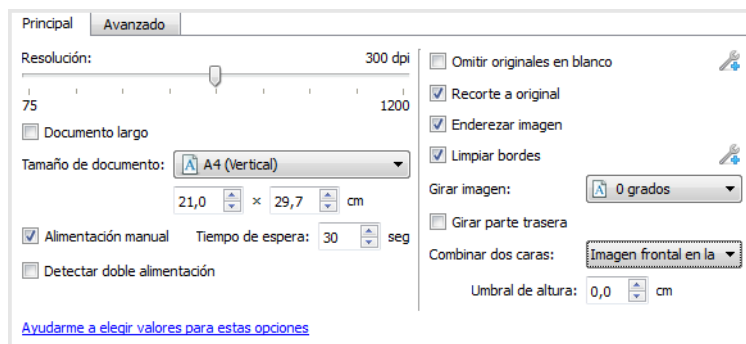 Principal Avanzado
Resolución: 300 dpi
75 1200
Documento largo
Tamaño de documento: A4 (Vertical)
21,0 × 29,7 cm
Alimentación manual Tiempo de espera: 30 seg
Detectar doble alimentación
Ayudarme a elegir valores para estas opciones
Omitir originales en blanco
Recorte a original
Enderezar imagen
Limpiar bordes
Girar imagen: 0 grados
Girar parte trasera
Combinar dos caras: Imagen frontal en la
Umbral de altura: 0,0 cm